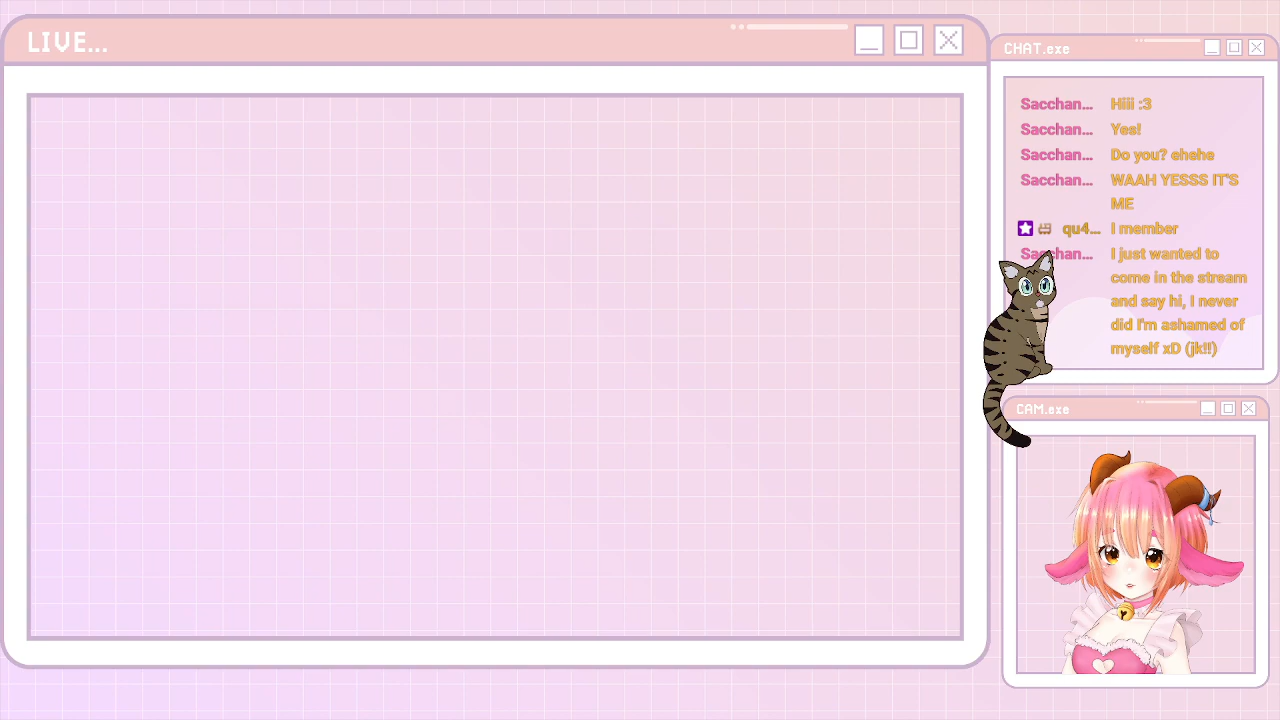 LIVE...
CHAT.exe
Sacchan... Hiii :3
Sacchan... Yes!
Sacchan... Do you? ehehe
Sacchan... WAAH YESSS IT'S
ME
qu4... I member
Sacchan... I just wanted to
come in the stream
and say hi, I never
did I'm ashamed of
myself xD (jk!!)
CAM.exe